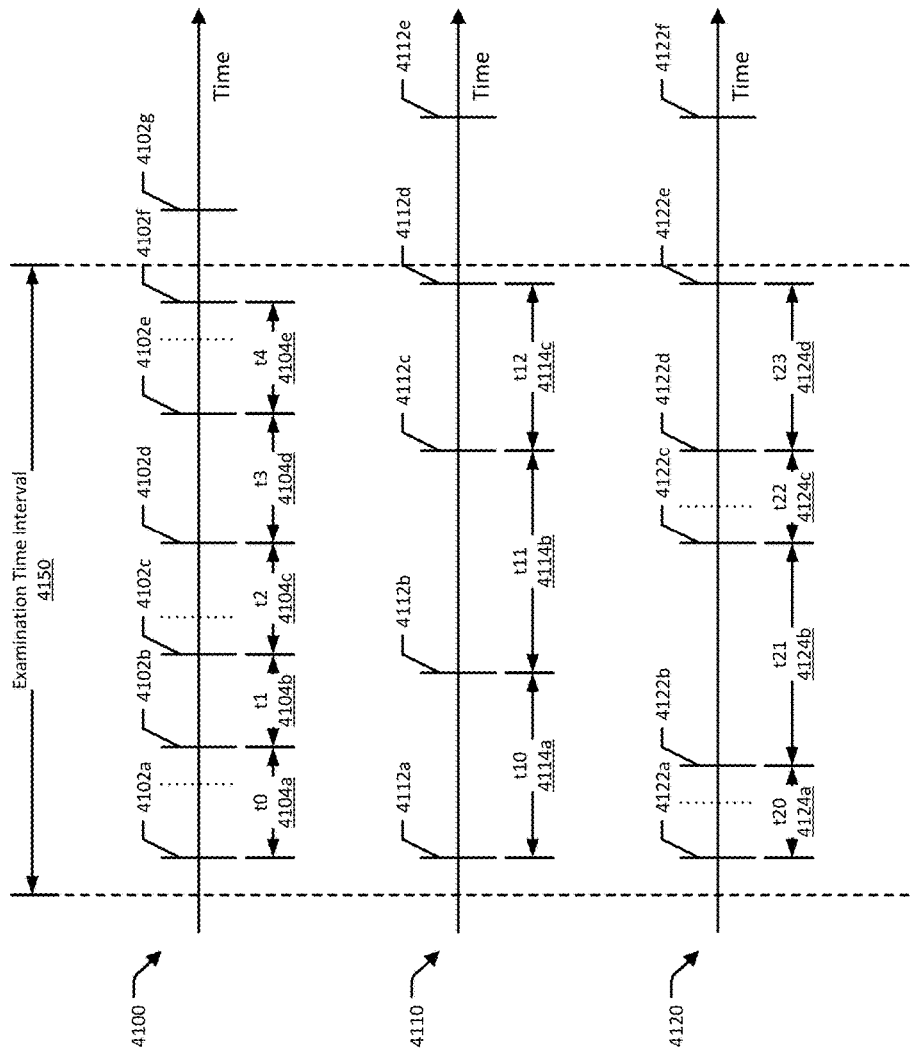 Examination Time Interval
4150
4100
4102a
4102b
4102c
4102d
4102e
4102f
4102g
Time
t0
4104a
t1
4104b
t2
4104c
t3
4104d
t4
4104e
4110
4112a
4112b
4112c
4112d
4112e
Time
t10
4114a
t11
4114b
t12
4114c
4120
4122a
4122b
4122c
4122d
4122e
4122f
Time
t20
4124a
t21
4124b
t22
4124c
t23
4124d